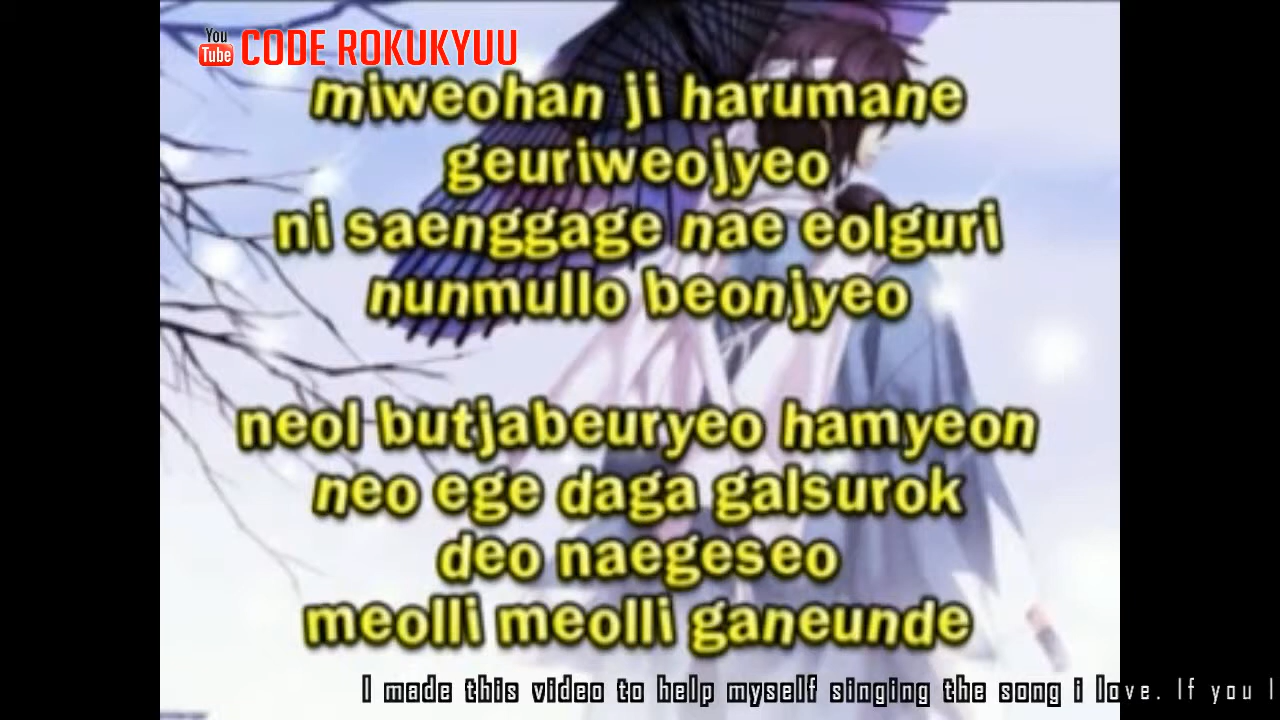 You Tube CODE ROKUKYUU
miweohan ji harumane
geuriweojyeo
ni saenggage nae eolguri
nunmullo beonjyeo
neol butjabeuryeo hamyeon
neo ege daga galsurok
deo naegeseo
meolli meolli ganeunde
I made this video to help myself singing the song i love. If you l